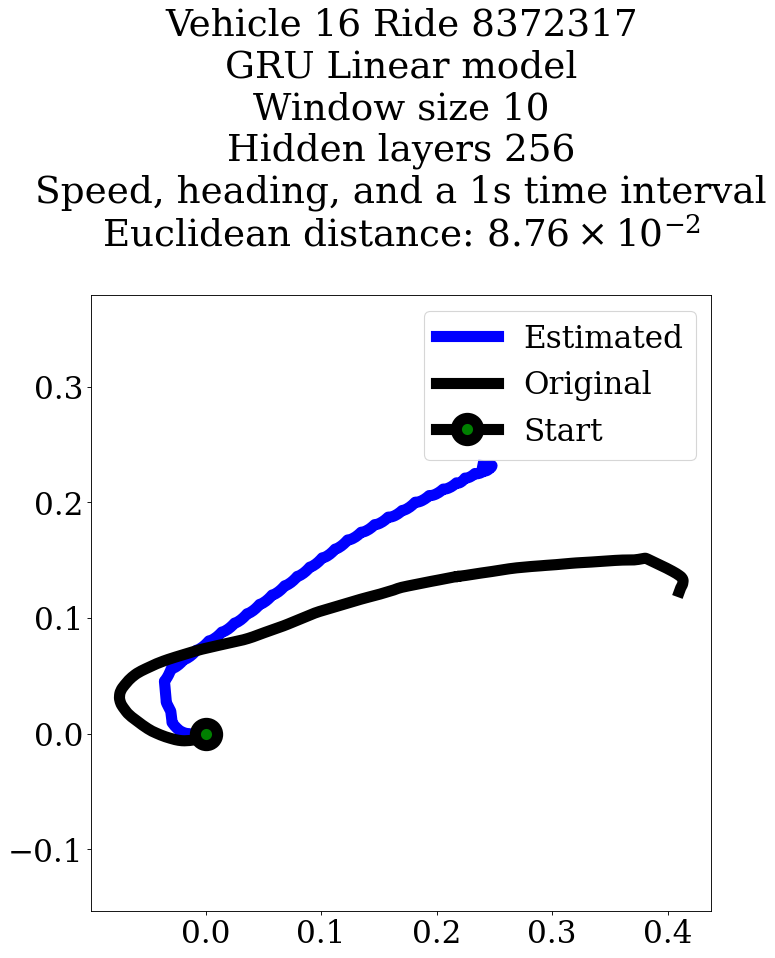 Vehicle 16 Ride 8372317
GRU Linear model
Window size 10
Hidden layers 256
Speed, heading, and a 1s time interval
Euclidean distance: 8.76 × 10⁻²
Estimated
Original
Start
0.3
0.2
0.1
0.0
−0.1
0.0 0.1 0.2 0.3 0.4